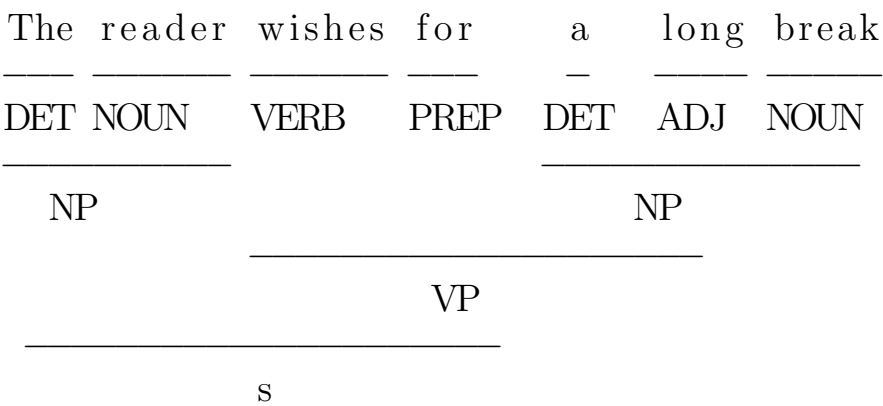 The reader wishes for a long break
DET NOUN VERB PREP DET ADJ NOUN
NP NP
VP
s